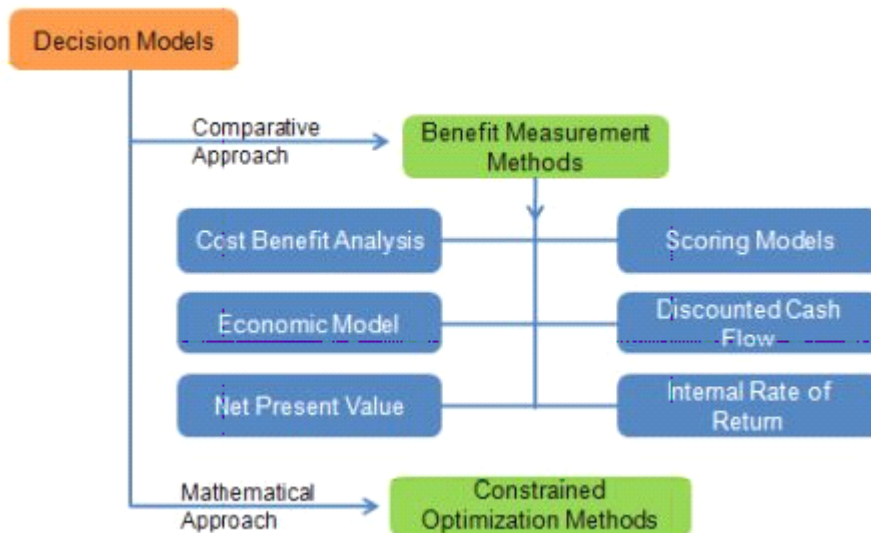 Decision Models
Comparative
Approach
Benefit Measurement
Methods
Cost Benefit Analysis
Scoring Models
Economic Model
Discounted Cash
Flow
Net Present Value
Internal Rate of
Return
Mathematical
Approach
Constrained
Optimization Methods